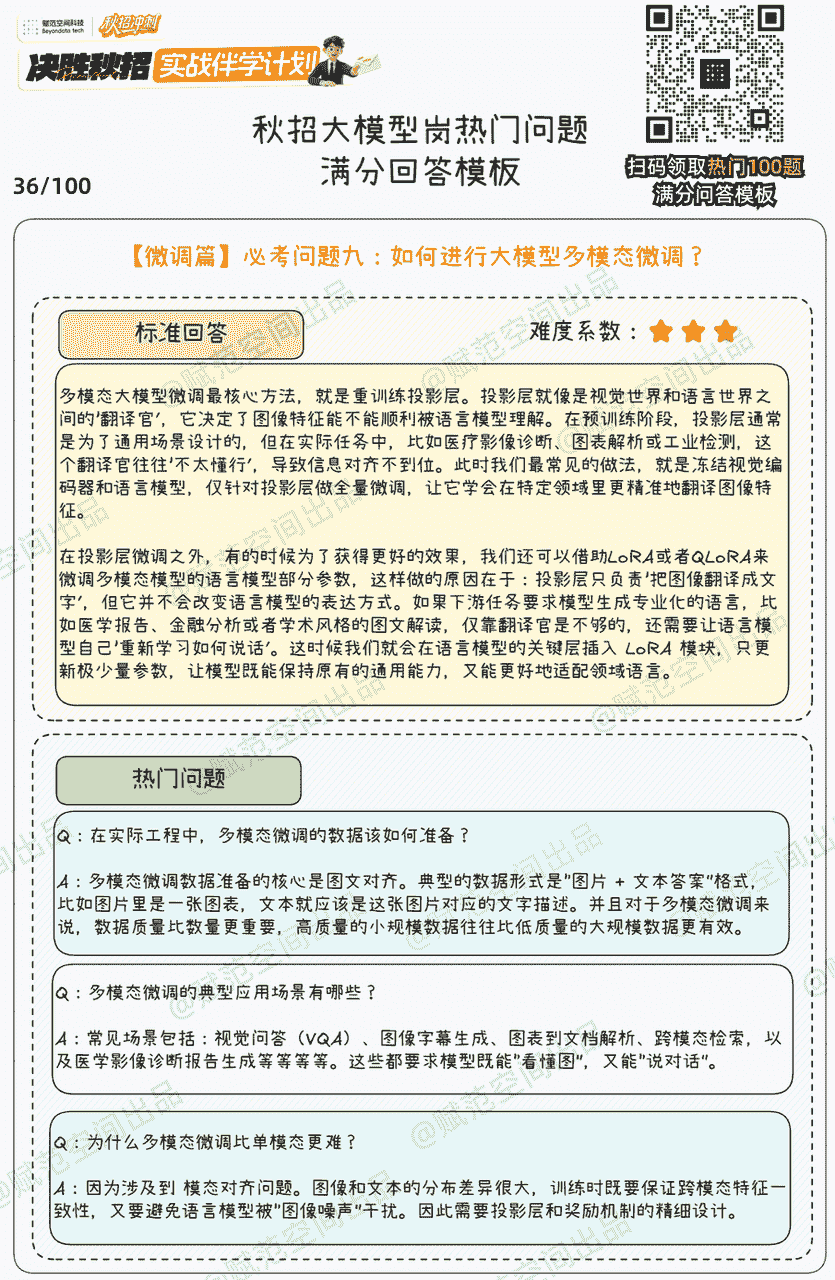 赋范空间科技
Beyondata tech
秋招冲刺
决胜秋招
实战伴学计划
秋招大模型岗热门问题
满分回答模板
36/100
扫码领取热门100题
满分问答模板
【微调篇】必考问题九：如何进行大模型多模态微调？
标准回答
难度系数：
多模态大模型微调最核心方法，就是重训练投影层。投影层就像是视觉世界和语言世界之
间的'翻译官'，它决定了图像特征能不能顺利被语言模型理解。在预训练阶段，投影层通常
是为了通用场景设计的，但在实际任务中，比如医疗影像诊断、图表解析或工业检测，这
个翻译官往往'不太懂行'，导致信息对齐不到位。此时我们最常见的做法，就是冻结视觉编
码器和语言模型，仅针对投影层做全量微调，让它学会在特定领域里更精准地翻译图像特
征。
在投影层微调之外，有的时候为了获得更好的效果，我们还可以借助LoRA或者QLoRA来
微调多模态模型的语言模型部分参数，这样做的原因在于：投影层只负责'把图像翻译成文
字'，但它并不会改变语言模型的表达方式。如果下游任务要求模型生成专业化的语言，比
如医学报告、金融分析或者学术风格的图文解读，仅靠翻译官是不够的，还需要让语言模
型自己'重新学习如何说话'。这时候我们就会在语言模型的关键层插入 LoRA 模块，只更
新极少量参数，让模型既能保持原有的通用能力，又能更好地适配领域语言。
热门问题
Q：在实际工程中，多模态微调的数据该如何准备？
A：多模态微调数据准备的核心是图文对齐。典型的数据形式是"图片 + 文本答案"格式，
比如图片里是一张图表，文本就应该是这张图片对应的文字描述。并且对于多模态微调来
说，数据质量比数量更重要，高质量的小规模数据往往比低质量的大规模数据更有效。
Q：多模态微调的典型应用场景有哪些？
A：常见场景包括：视觉问答（VQA）、图像字幕生成、图表到文档解析、跨模态检索，以
及医学影像诊断报告生成等等等等。这些都要求模型既能"看懂图"，又能"说对话"。
Q：为什么多模态微调比单模态更难？
A：因为涉及到 模态对齐问题。图像和文本的分布差异很大，训练时既要保证跨模态特征一
致性，又要避免语言模型被"图像噪声"干扰。因此需要投影层和奖励机制的精细设计。
@赋范空间出品